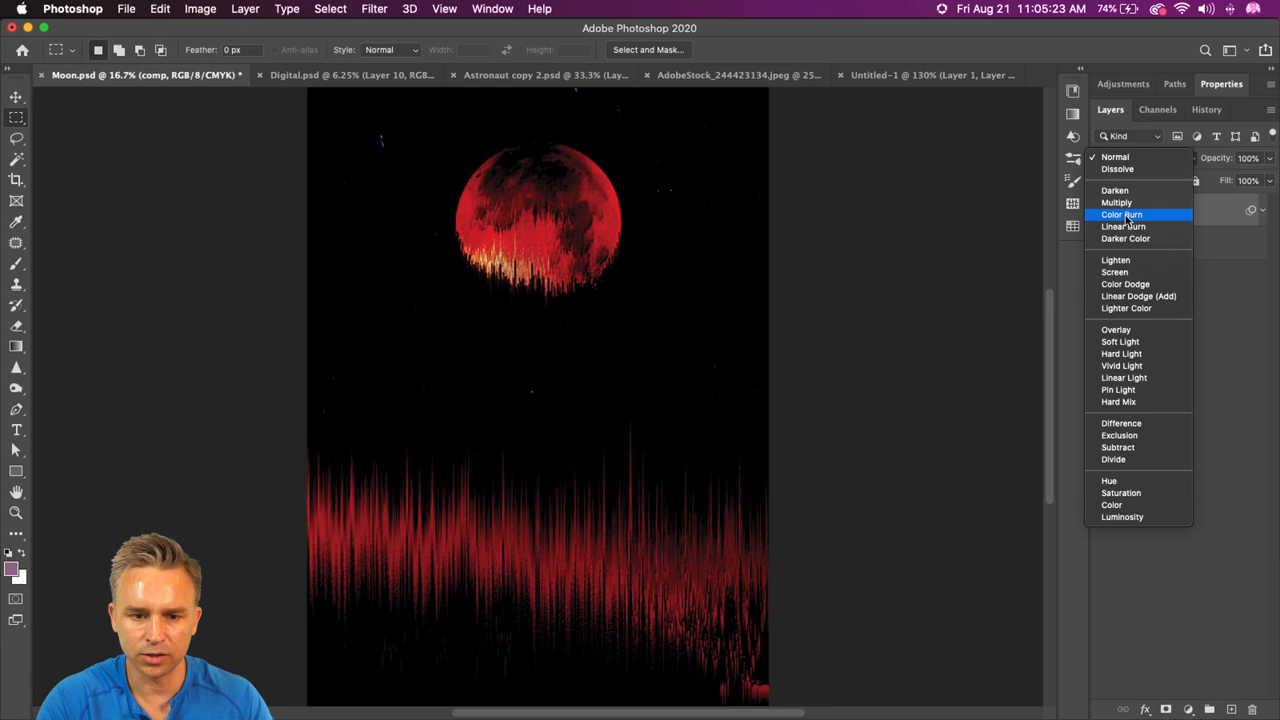 Photoshop File Edit Image Layer Type Select Filter 3D View Window Help 74% Fri Aug 21 11:05:23 AM
Adobe Photoshop 2020
Feather: 0 px Anti-alias Style: Normal Width: Height: Select and Mask...
Moon.psd @ 16.7% (comp, RGB/8/CMYK) * Digital.psd @ 6.25% (Layer 10, RGB... Astronaut copy 2.psd @ 33.3% (Lay... AdobeStock_244423134.jpeg @ 25... Untitled-1 @ 130% (Layer 1, Layer ...
Adjustments Paths Properties
Layers Channels History
Kind
Normal
Opacity: 100%
Dissolve
Fill: 100%
Darken
Multiply
Color Burn
Linear Burn
Darker Color
Lighten
Screen
Color Dodge
Linear Dodge (Add)
Lighter Color
Overlay
Soft Light
Hard Light
Vivid Light
Linear Light
Pin Light
Hard Mix
Difference
Exclusion
Subtract
Divide
Hue
Saturation
Color
Luminosity